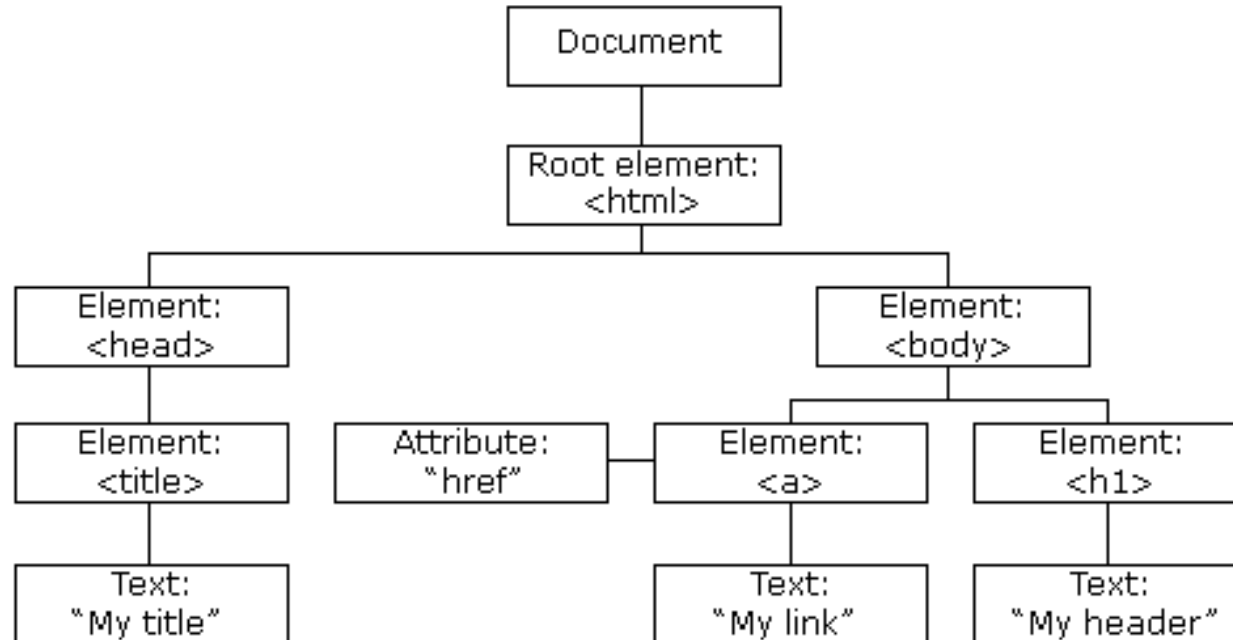 Document
Root element:
<html>
Element:
<head>
Element:
<body>
Element:
<title>
Attribute:
“href”
Element:
<a>
Element:
<h1>
Text:
“My title”
Text:
“My link”
Text:
“My header”